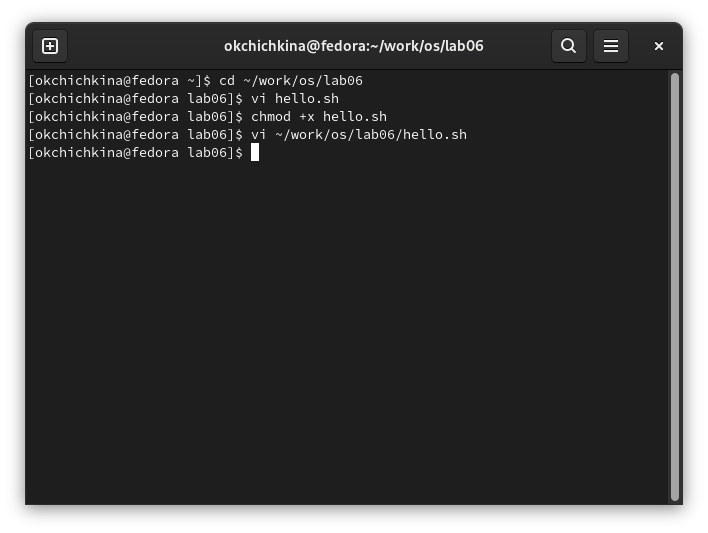 okchichkina@fedora:~/work/os/lab06
[okchichkina@fedora ~]$ cd ~/work/os/lab06
[okchichkina@fedora lab06]$ vi hello.sh
[okchichkina@fedora lab06]$ chmod +x hello.sh
[okchichkina@fedora lab06]$ vi ~/work/os/lab06/hello.sh
[okchichkina@fedora lab06]$